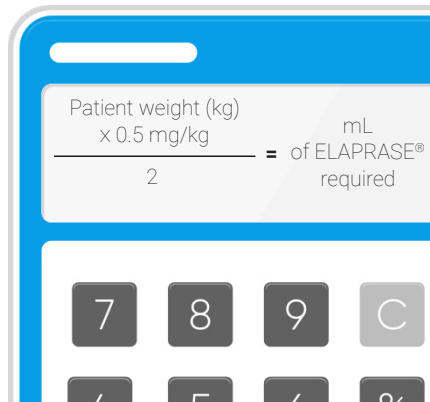 Patient weight (kg)
x 0.5 mg/kg
2
=
mL
of ELAPRASE®
required
7 8 9 C